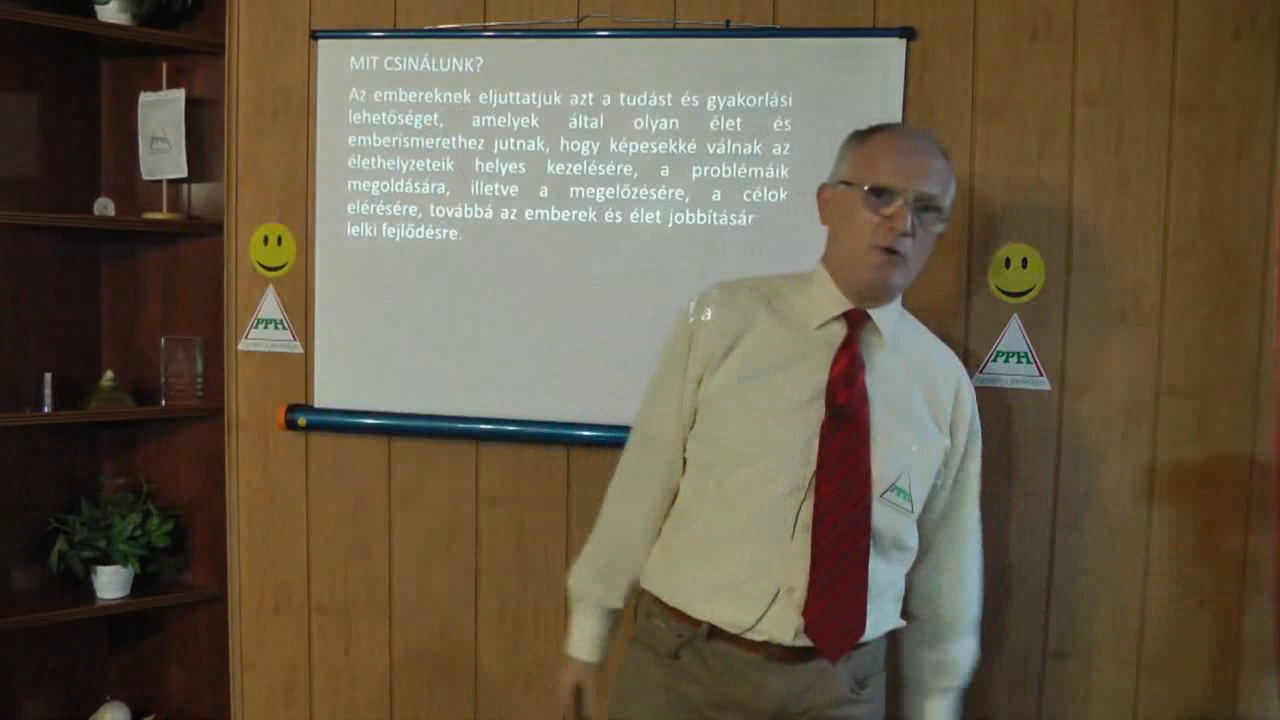 MIT CSINÁLUNK?
Az embereknek eljuttatjuk azt a tudást és gyakorlási
lehetőséget, amelyek által olyan élet és
emberismerethez jutnak, hogy képesekké válnak az
élethelyzeteik helyes kezelésére, a problémáik
megoldására, illetve a megelőzésére, a célok
elérésére, továbbá az emberek és élet jobbításár
lelki fejlődésre.
a
PPH
PPH
PPH